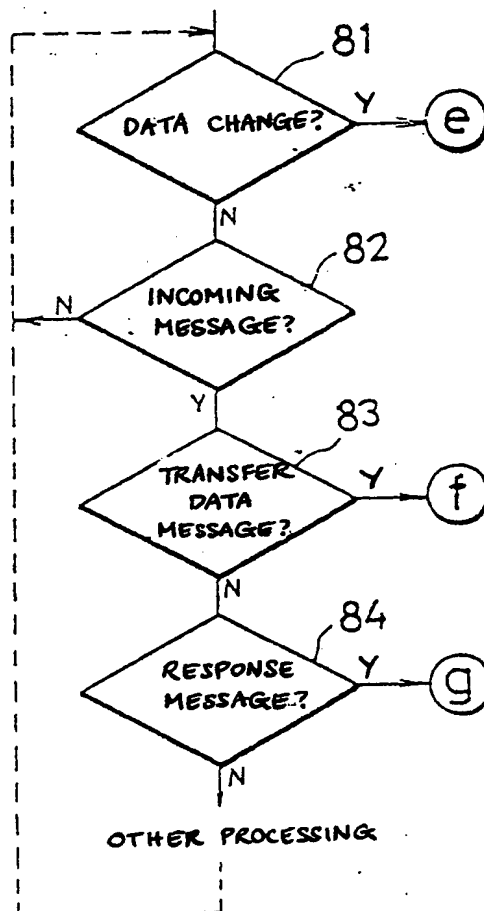 81
Y
DATA CHANGE?
e
N
82
N
INCOMING
MESSAGE?
Y
83
TRANSFER
Y
DATA
f
MESSAGE?
N
84
RESPONSE
Y
MESSAGE?
g
N
OTHER PROCESSING